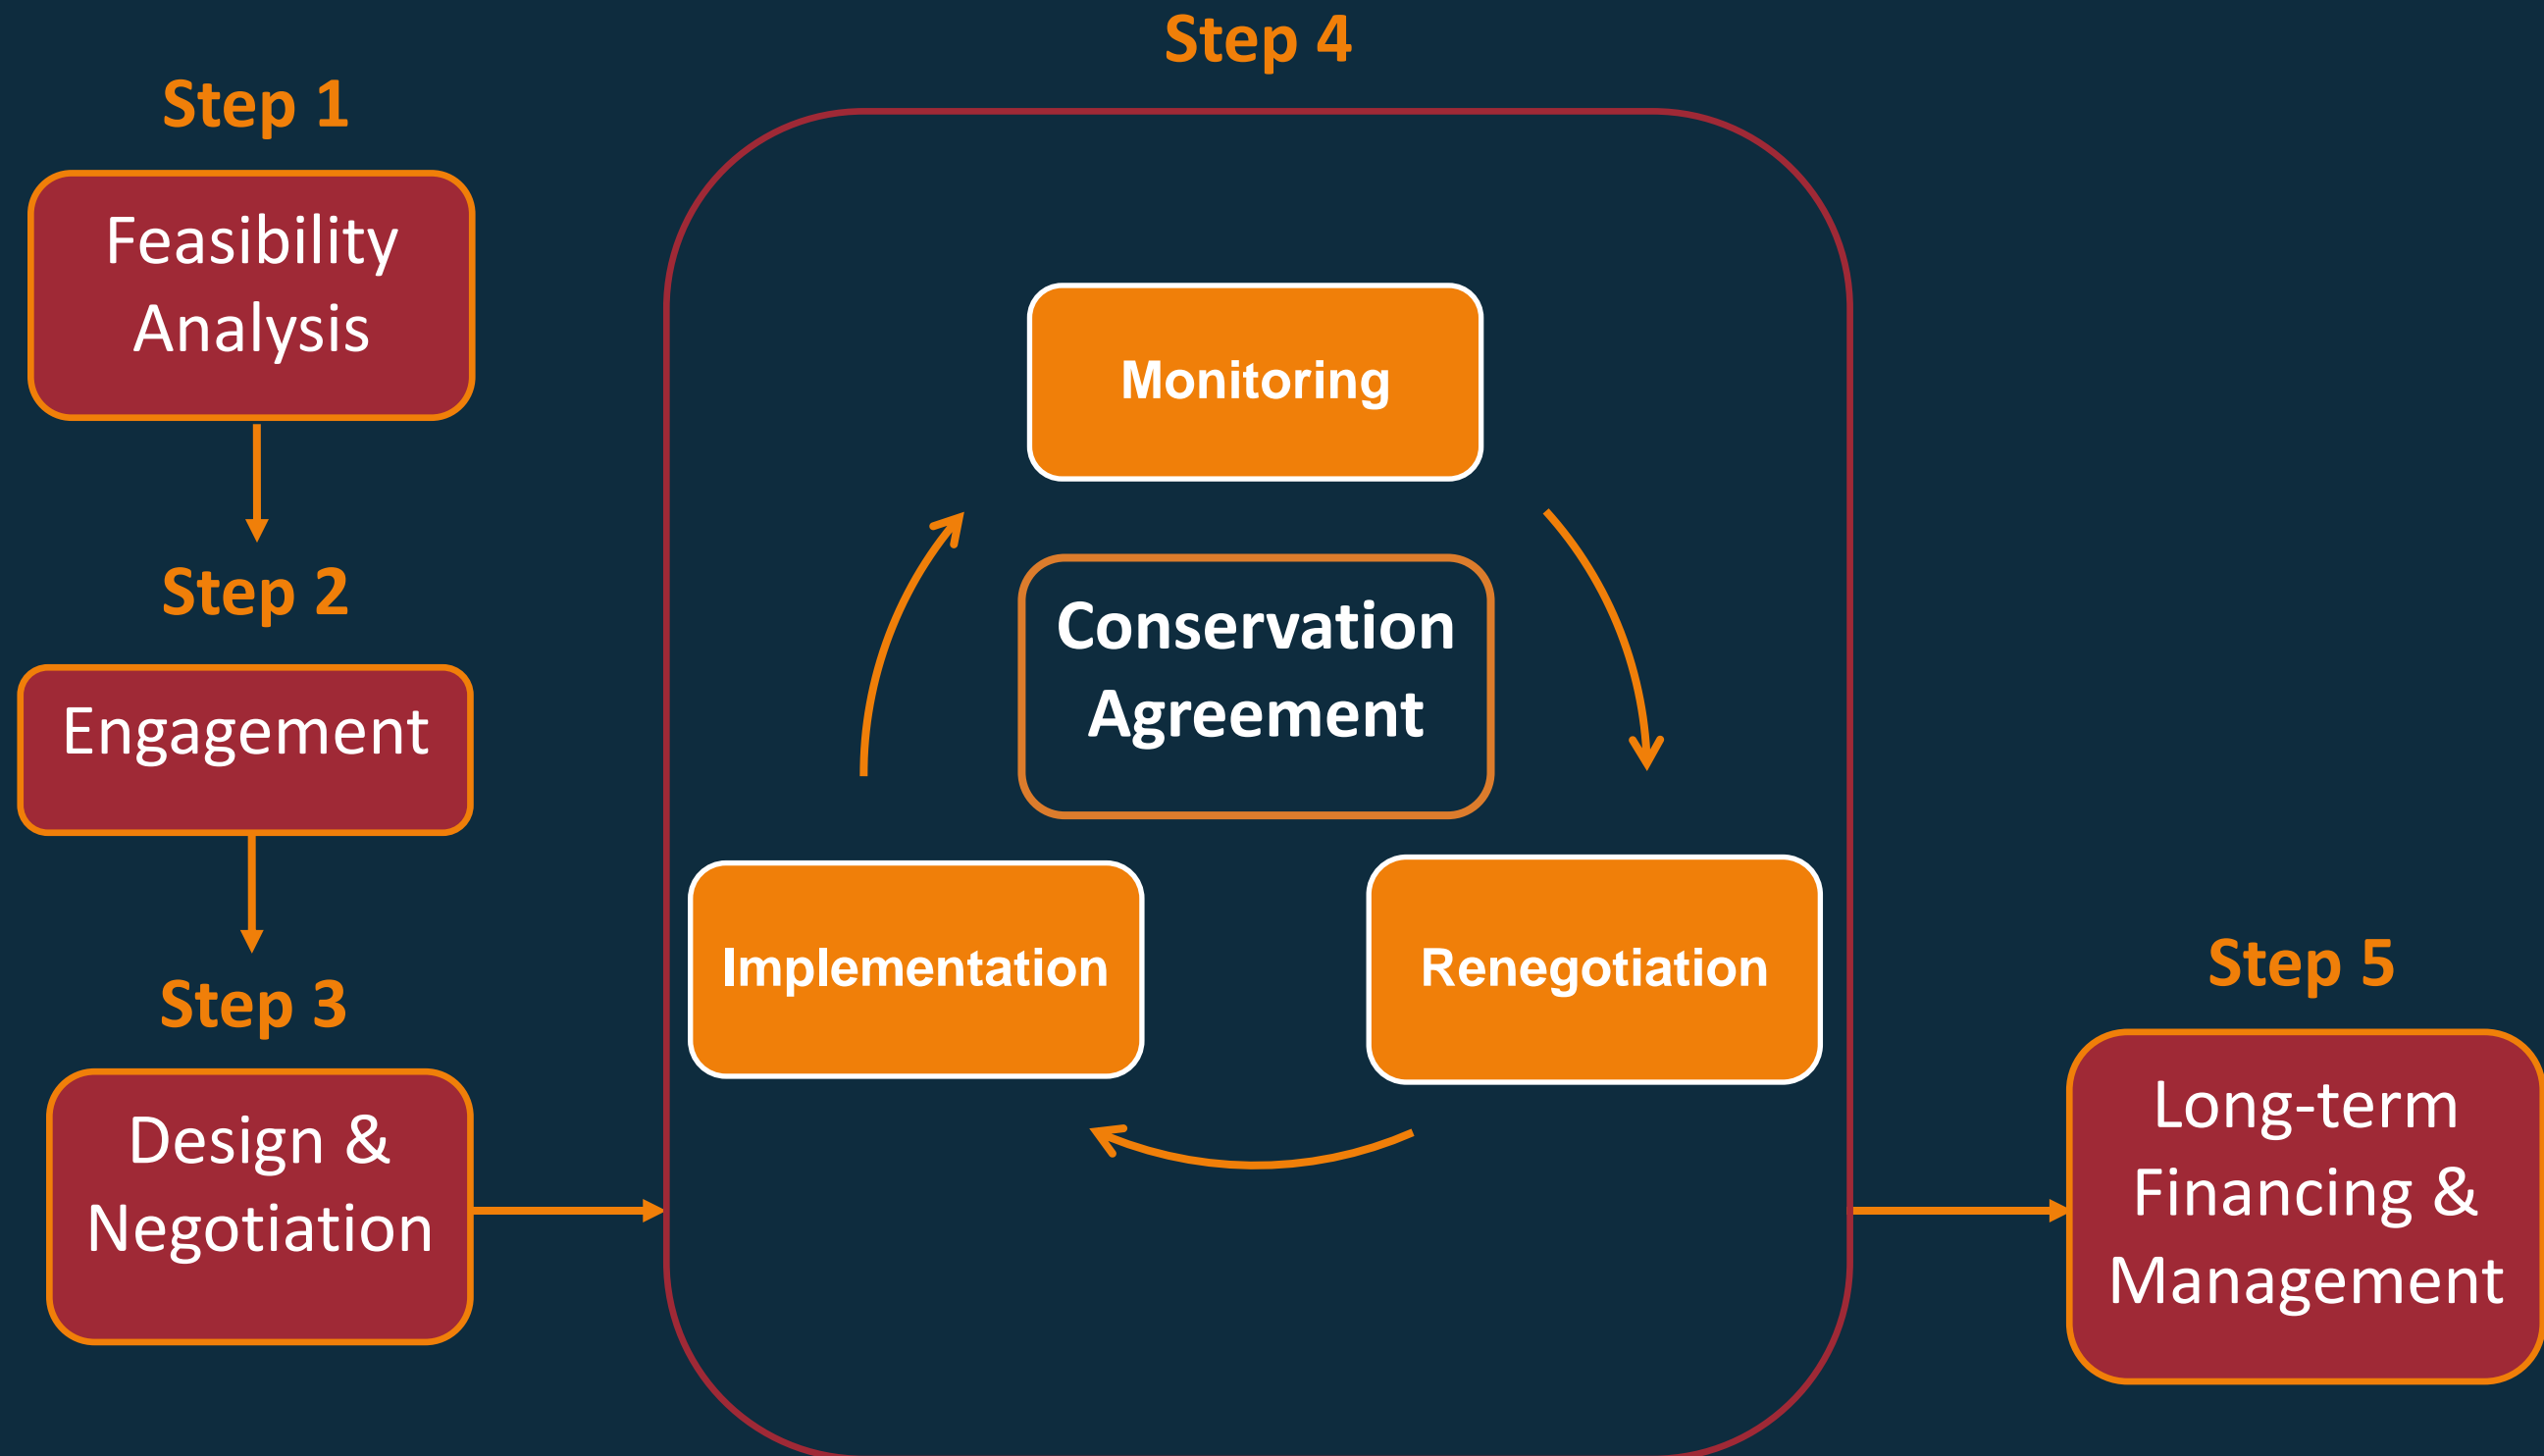 Step 1
Feasibility
Analysis
Step 2
Engagement
Step 3
Design &
Negotiation
Step 4
Monitoring
Conservation
Agreement
Implementation
Renegotiation
Step 5
Long-term
Financing &
Management